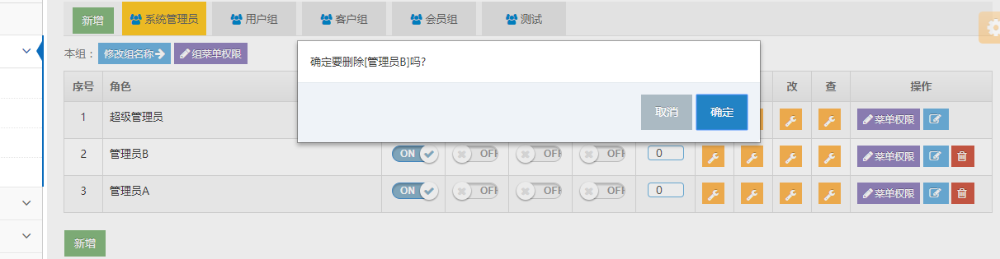 新增 系统管理员 用户组 客户组 会员组 测试
本组： 修改组名称 组菜单权限
确定要删除[管理员B]吗?
取消 确定
序号 角色 改 查 操作
1 超级管理员 菜单权限
2 管理员B ON OFF OFF OFF 0 菜单权限
3 管理员A ON OFF OFF OFF 0 菜单权限
新增